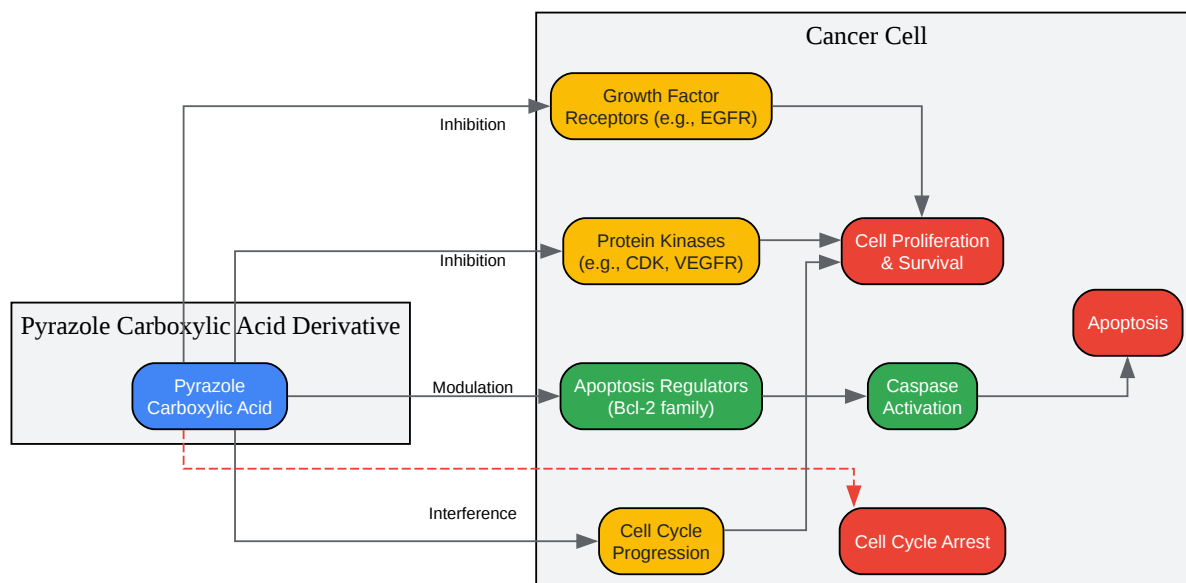 Cancer Cell
Growth Factor
Receptors (e.g., EGFR)
Inhibition
Protein Kinases
(e.g., CDK, VEGFR)
Cell Proliferation
& Survival
Inhibition
Pyrazole Carboxylic Acid Derivative
Apoptosis
Pyrazole
Carboxylic Acid
Modulation
Apoptosis Regulators
(Bcl-2 family)
Caspase
Activation
Interference
Cell Cycle
Progression
Cell Cycle Arrest